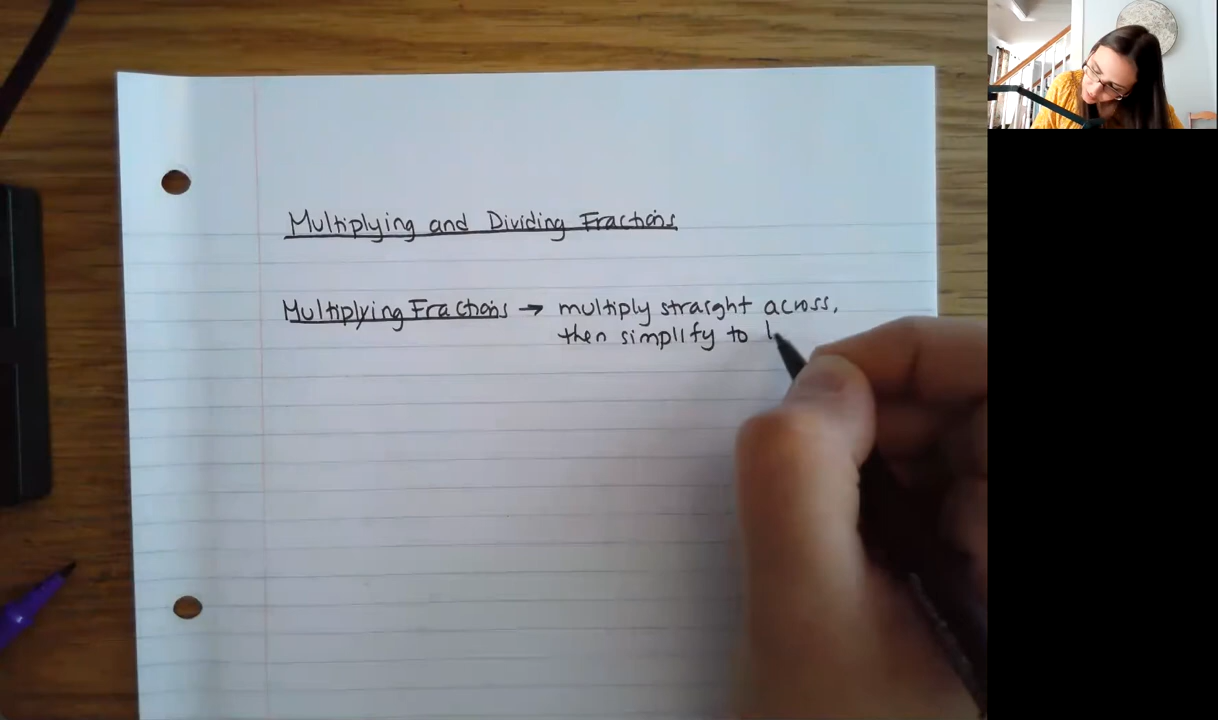 Multiplying and Dividing Fractions
Multiplying Fractions → multiply straight across,
then simplify to l